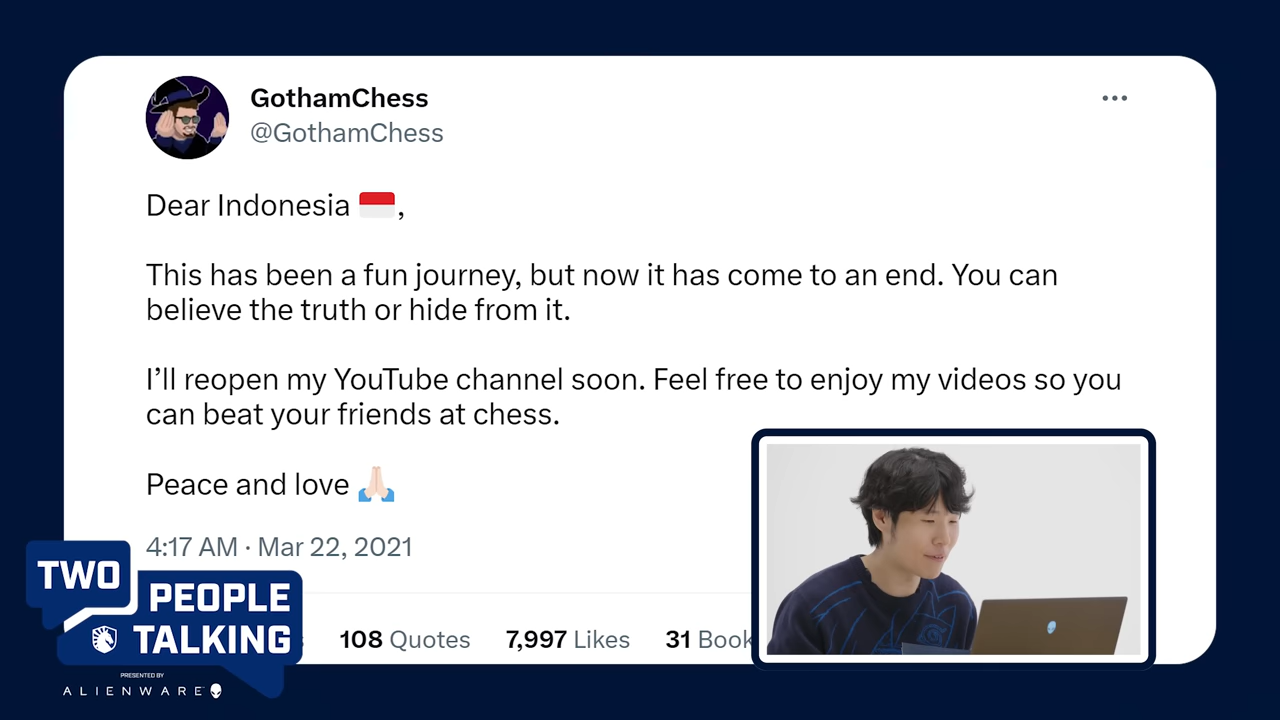 GothamChess
@GothamChess
Dear Indonesia 🇮🇩,
This has been a fun journey, but now it has come to an end. You can
believe the truth or hide from it.
I’ll reopen my YouTube channel soon. Feel free to enjoy my videos so you
can beat your friends at chess.
Peace and love 🙏🏻
4:17 AM · Mar 22, 2021
108 Quotes 7,997 Likes 31 Book
TWO
PEOPLE
TALKING
PRESENTED BY
ALIENWARE